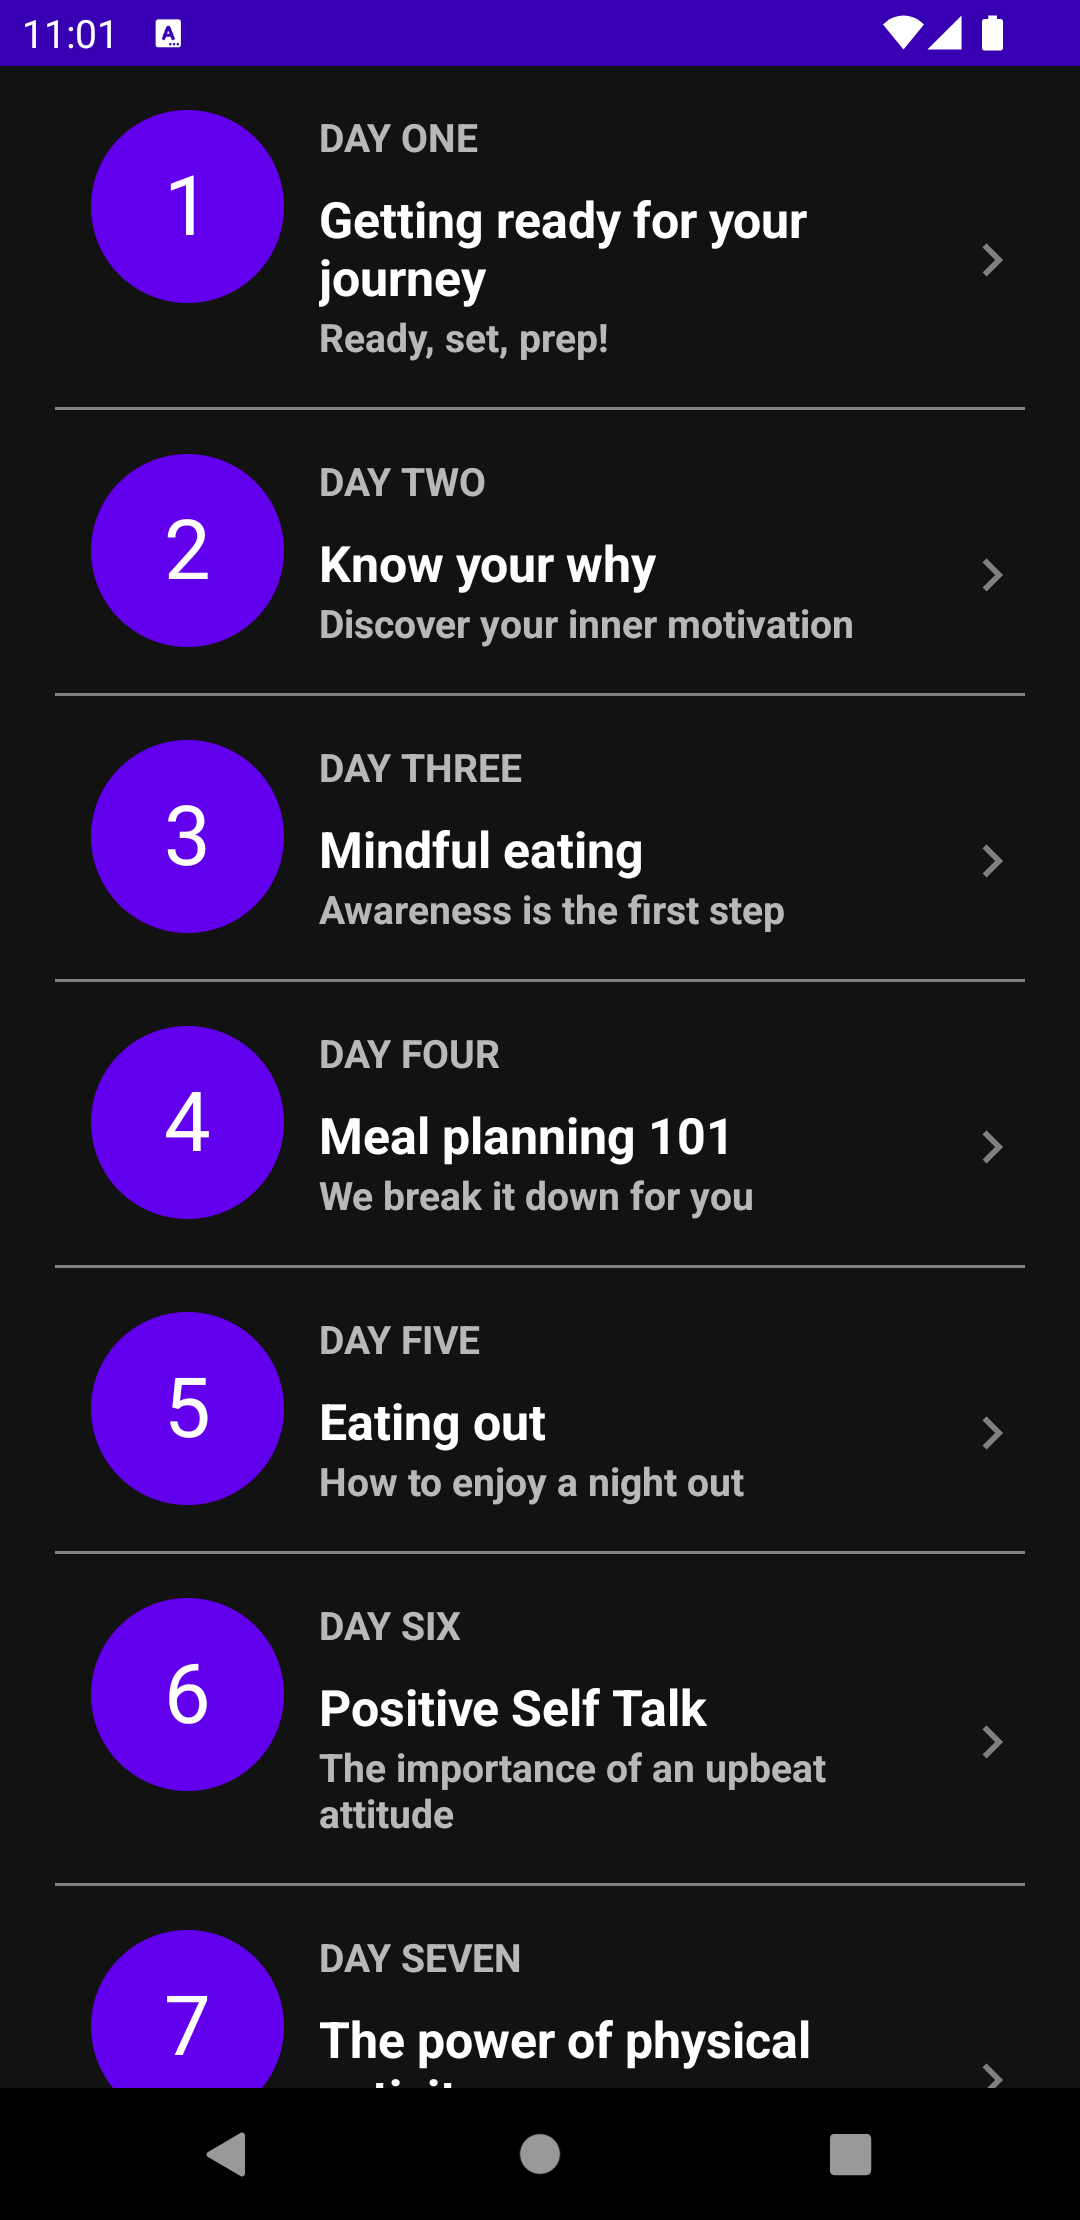 11:01
1
DAY ONE
Getting ready for your
journey
Ready, set, prep!
2
DAY TWO
Know your why
Discover your inner motivation
3
DAY THREE
Mindful eating
Awareness is the first step
4
DAY FOUR
Meal planning 101
We break it down for you
5
DAY FIVE
Eating out
How to enjoy a night out
6
DAY SIX
Positive Self Talk
The importance of an upbeat
attitude
7
DAY SEVEN
The power of physical